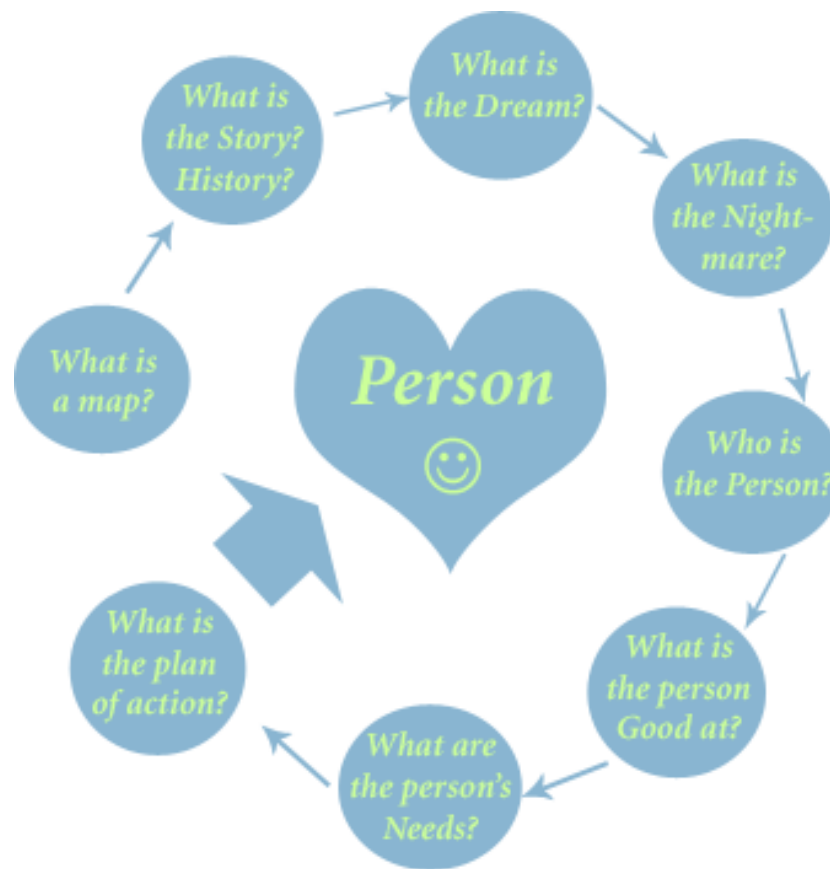 What is
the Dream?
What is
the Story?
History?
What is
the Night-
mare?
What is
a map?
Person
Who is
the Person?
What is
the plan
of action?
What is
the person
Good at?
What are
the person's
Needs?